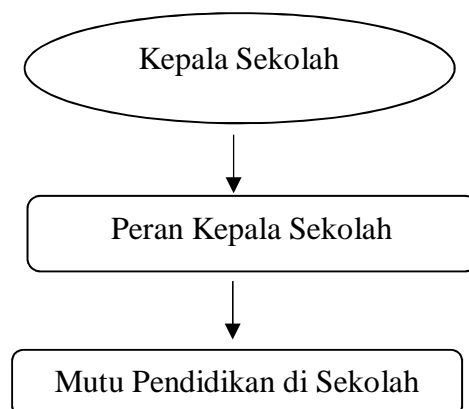 Kepala Sekolah
Peran Kepala Sekolah
Mutu Pendidikan di Sekolah